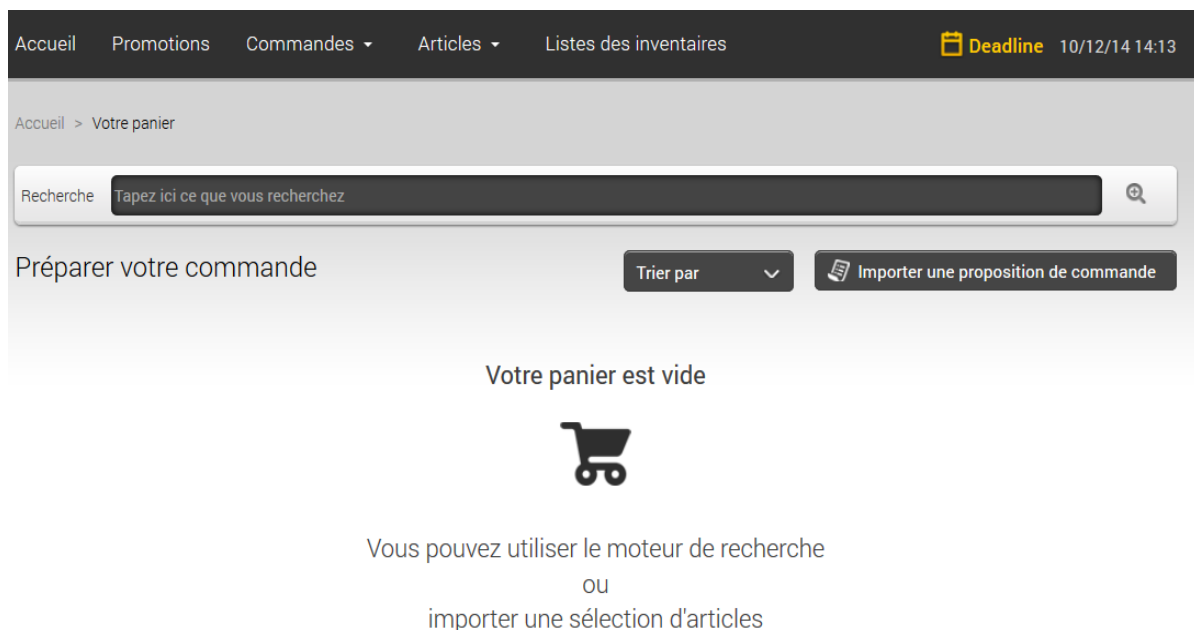 Accueil Promotions Commandes Articles Listes des inventaires Deadline 10/12/14 14:13
Accueil > Votre panier
Recherche Tapez ici ce que vous recherchez
Préparer votre commande Trier par Importer une proposition de commande
Votre panier est vide
Vous pouvez utiliser le moteur de recherche
ou
importer une sélection d'articles